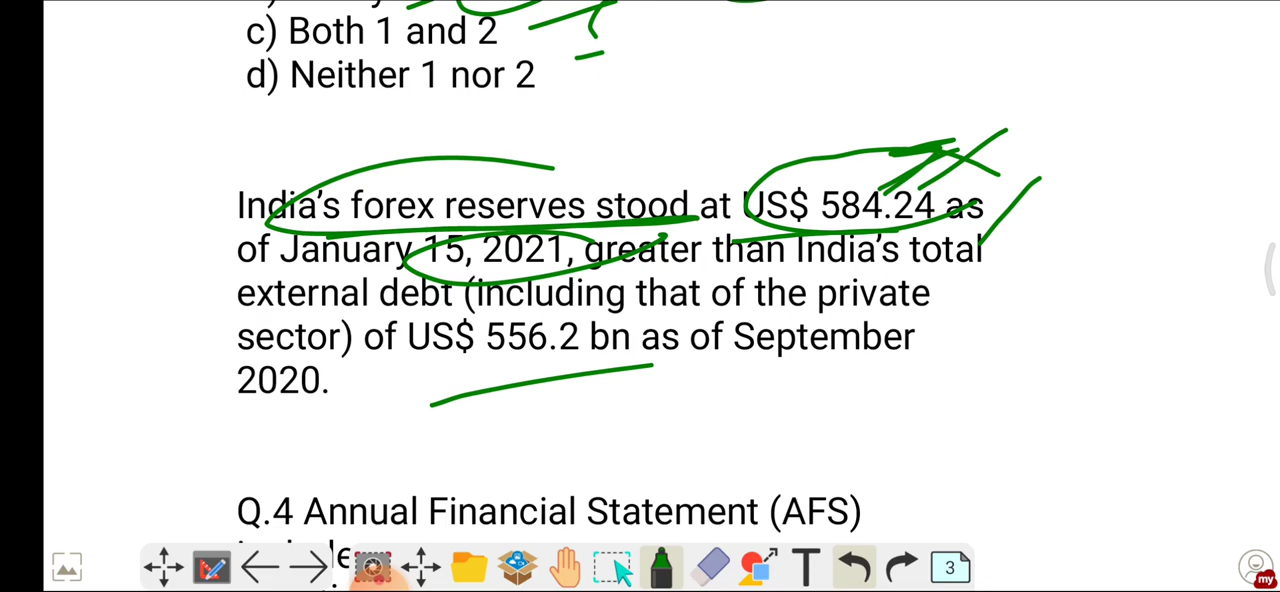 c) Both 1 and 2
d) Neither 1 nor 2
India's forex reserves stood at US$ 584.24 as
of January 15, 2021, greater than India's total
external debt (including that of the private
sector) of US$ 556.2 bn as of September
2020.
Q.4 Annual Financial Statement (AFS)
T
3
my